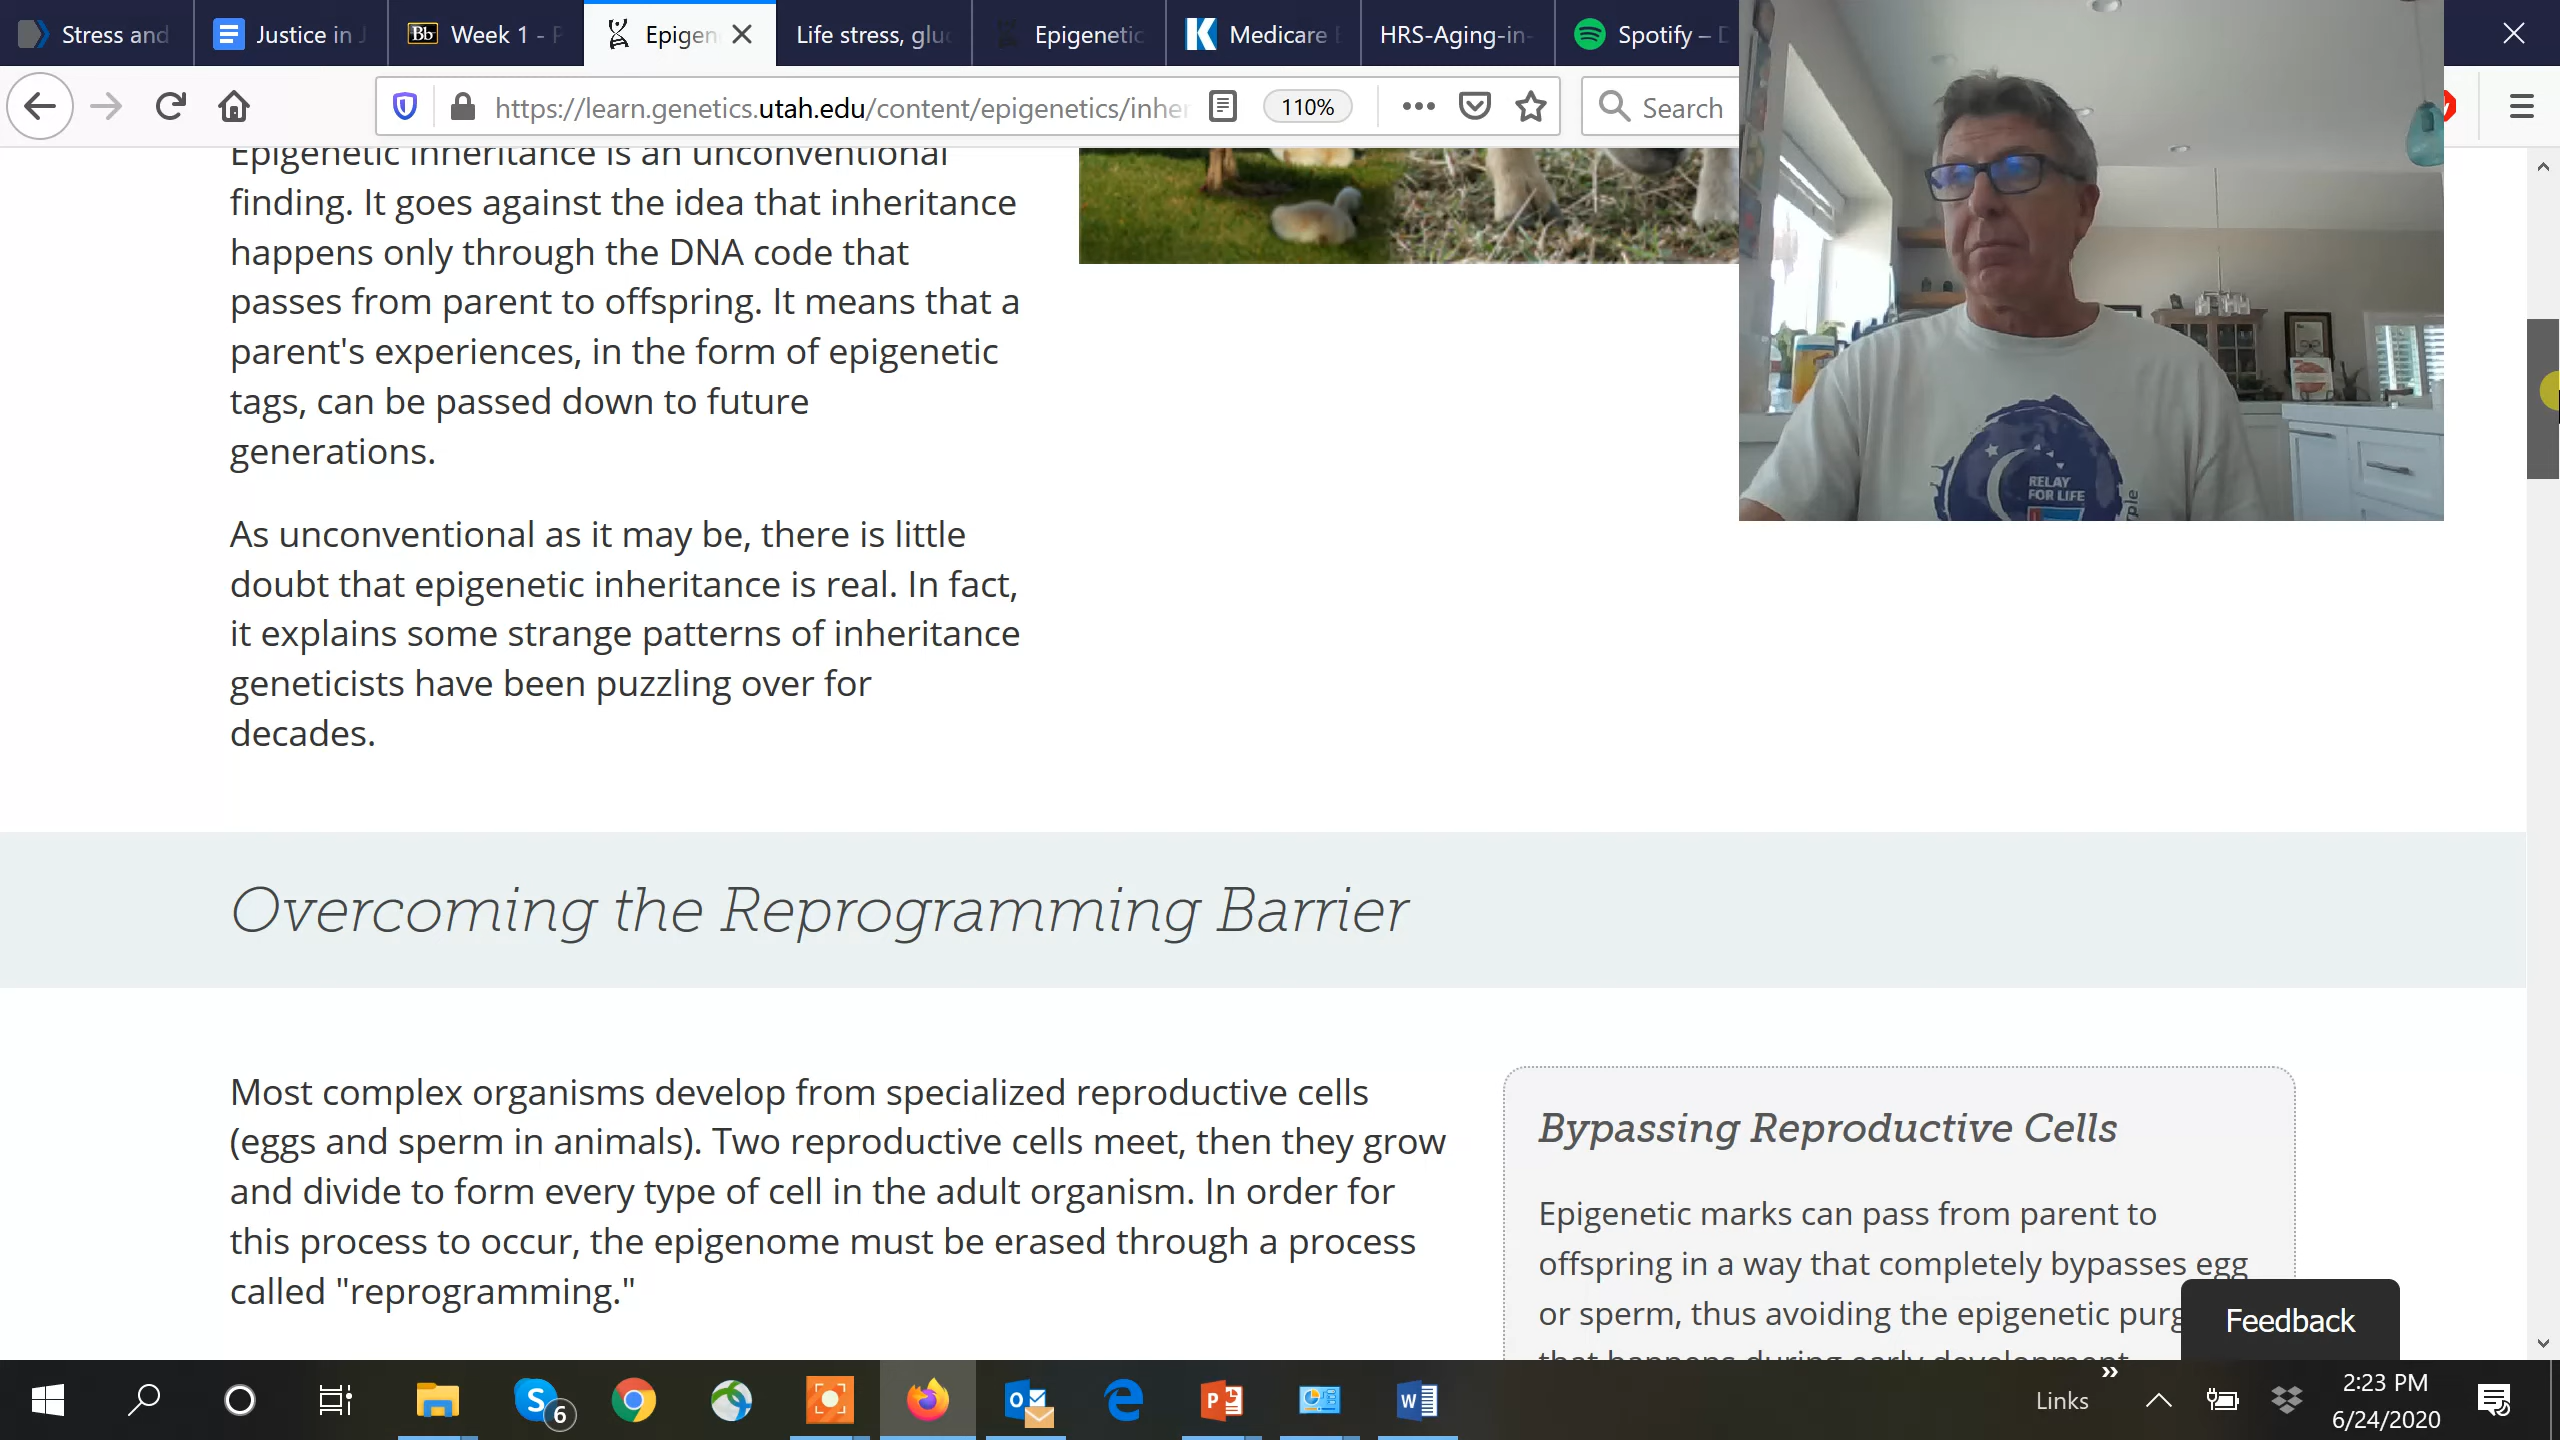 Stress and
Justice in J
Bb
Week 1 - P
Epigen
Life stress, gluc
Epigenetic
K
Medicare
HRS-Aging-in-
Spotify – D
https://learn.genetics.utah.edu/content/epigenetics/inher
110%
Search
Epigenetic inheritance is an unconventional
finding. It goes against the idea that inheritance
happens only through the DNA code that
passes from parent to offspring. It means that a
parent's experiences, in the form of epigenetic
tags, can be passed down to future
generations.
RELAY
FOR LIFE
As unconventional as it may be, there is little
doubt that epigenetic inheritance is real. In fact,
it explains some strange patterns of inheritance
geneticists have been puzzling over for
decades.
Overcoming the Reprogramming Barrier
Most complex organisms develop from specialized reproductive cells
(eggs and sperm in animals). Two reproductive cells meet, then they grow
and divide to form every type of cell in the adult organism. In order for
this process to occur, the epigenome must be erased through a process
called "reprogramming."
Bypassing Reproductive Cells
Epigenetic marks can pass from parent to
offspring in a way that completely bypasses egg
or sperm, thus avoiding the epigenetic purg
that happens during early development
Feedback
S
6
O
P
W
Links
2:23 PM
6/24/2020